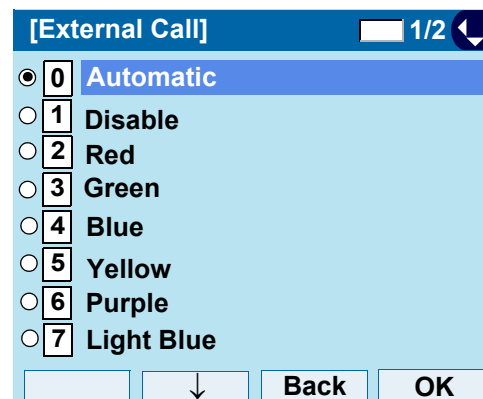 [External Call] 1/2
0 Automatic
1 Disable
2 Red
3 Green
4 Blue
5 Yellow
6 Purple
7 Light Blue
↓ Back OK